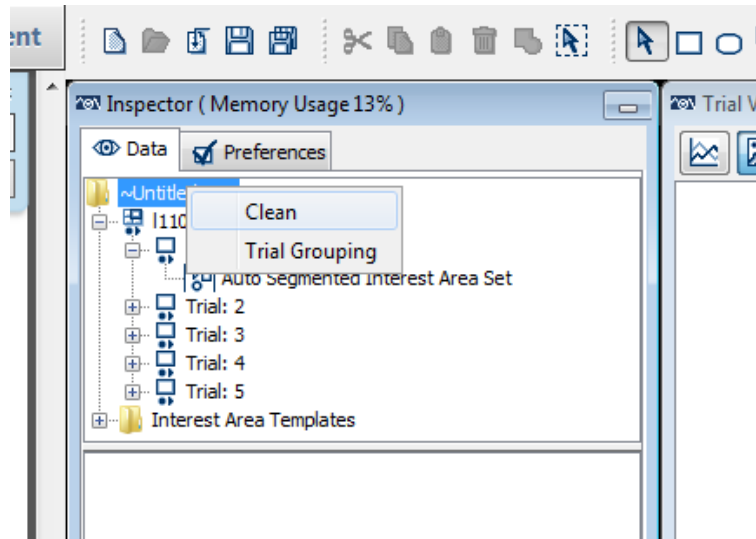 ent
Inspector ( Memory Usage 13% )
Trial V
Data
Preferences
~Untitle
l110
Clean
Trial Grouping
Auto Segmented Interest Area Set
Trial: 2
Trial: 3
Trial: 4
Trial: 5
Interest Area Templates